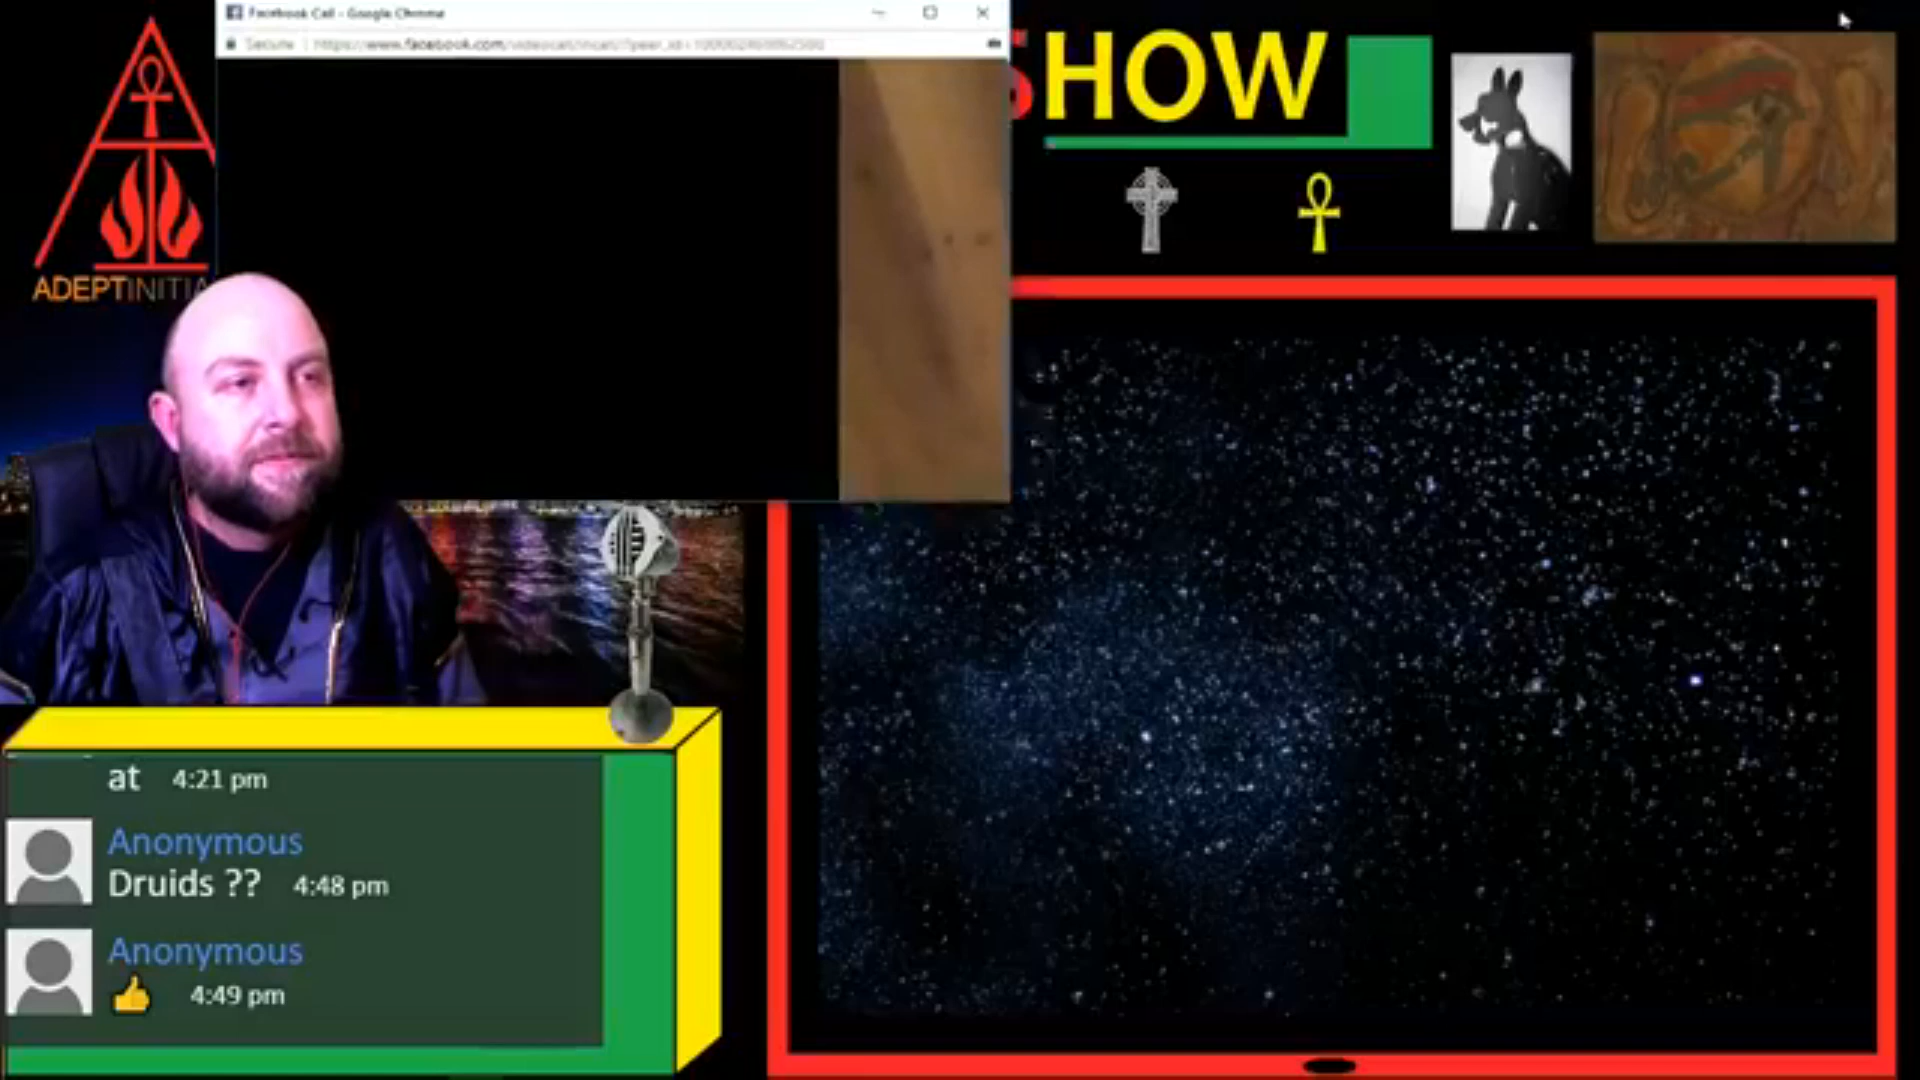 Facebook Call - Google Chrome
Secure
SHOW
ADEPTINITIA
at 4:21 pm
Anonymous
Druids ?? 4:48 pm
Anonymous
👍 4:49 pm